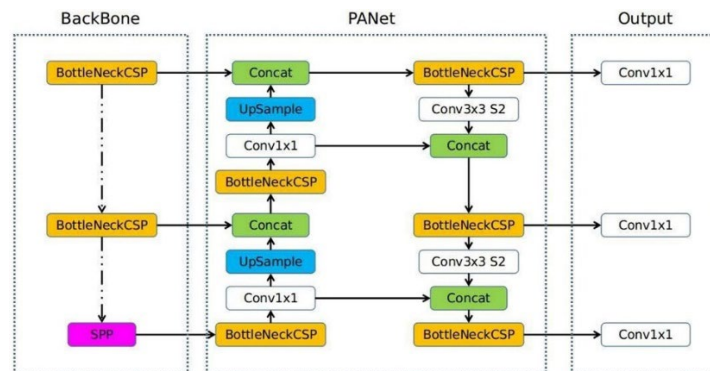 BackBone PANet Output
BottleNeckCSP Concat BottleNeckCSP Conv1x1
UpSample Conv3x3 S2
Conv1x1 Concat
BottleNeckCSP
BottleNeckCSP Concat BottleNeckCSP Conv1x1
UpSample Conv3x3 S2
Conv1x1 Concat
SPP BottleNeckCSP BottleNeckCSP Conv1x1